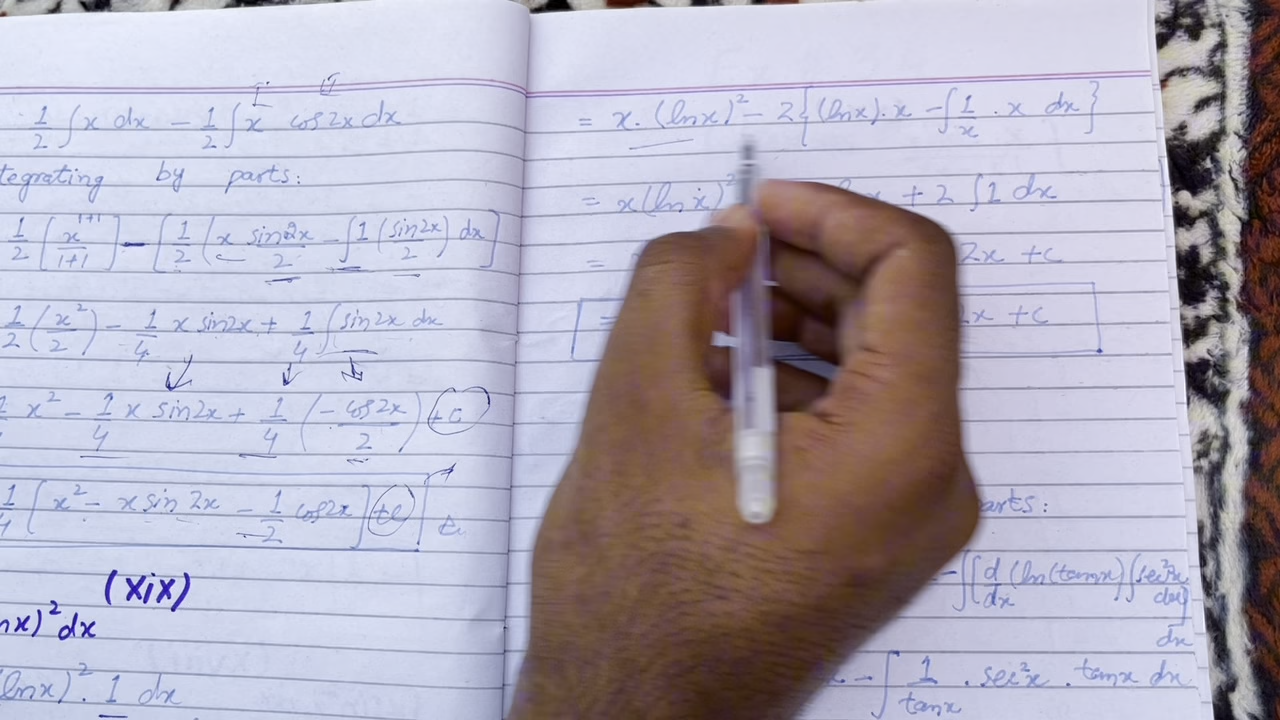 1/2 ∫x dx - 1/2 ∫x cos2x dx
I II
tegrating by parts:
1/2 [x^(1+1)/(1+1)] - [1/2 (x sin2x/2 - ∫1 (sin2x/2) dx]
1/2 (x²/2) - 1/4 x sin2x + 1/4 ∫sin2x dx
x² - 1/4 x sin2x + 1/4 (-cos2x/2) + c
1/4 [x² - x sin2x - 1/2 cos2x] + c
(xix)
nx)² dx
lnx)². 1 dx
= x.(lnx)² - 2{(lnx).x - ∫1/x . x dx}
= x(lnx)² + 2 ∫1 dx
= 2x + c
= 2x + c
arts:
- ∫[d/dx (ln(tanx) ∫sec²x dx] dx
- ∫ 1/tanx . sec²x . tanx dx